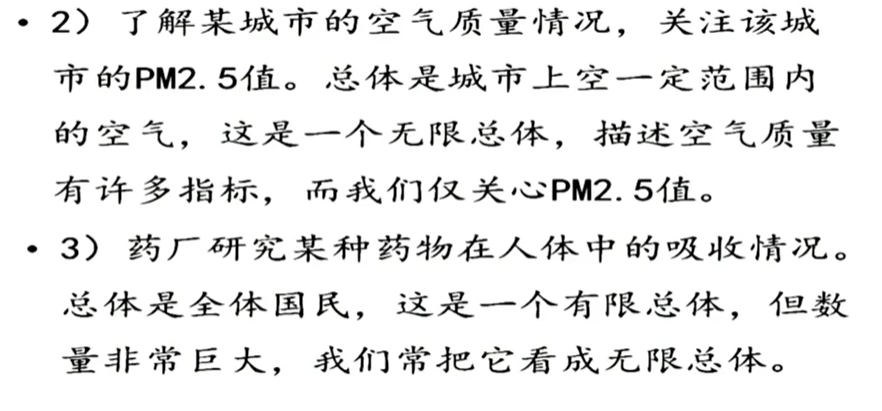 • 2) 了解某城市的空气质量情况，关注该城
市的PM2.5值。总体是城市上空一定范围内
的空气，这是一个无限总体，描述空气质量
有许多指标，而我们仅关心PM2.5值。
• 3) 药厂研究某种药物在人体中的吸收情况。
总体是全体国民，这是一个有限总体，但数
量非常巨大，我们常把它看成无限总体。